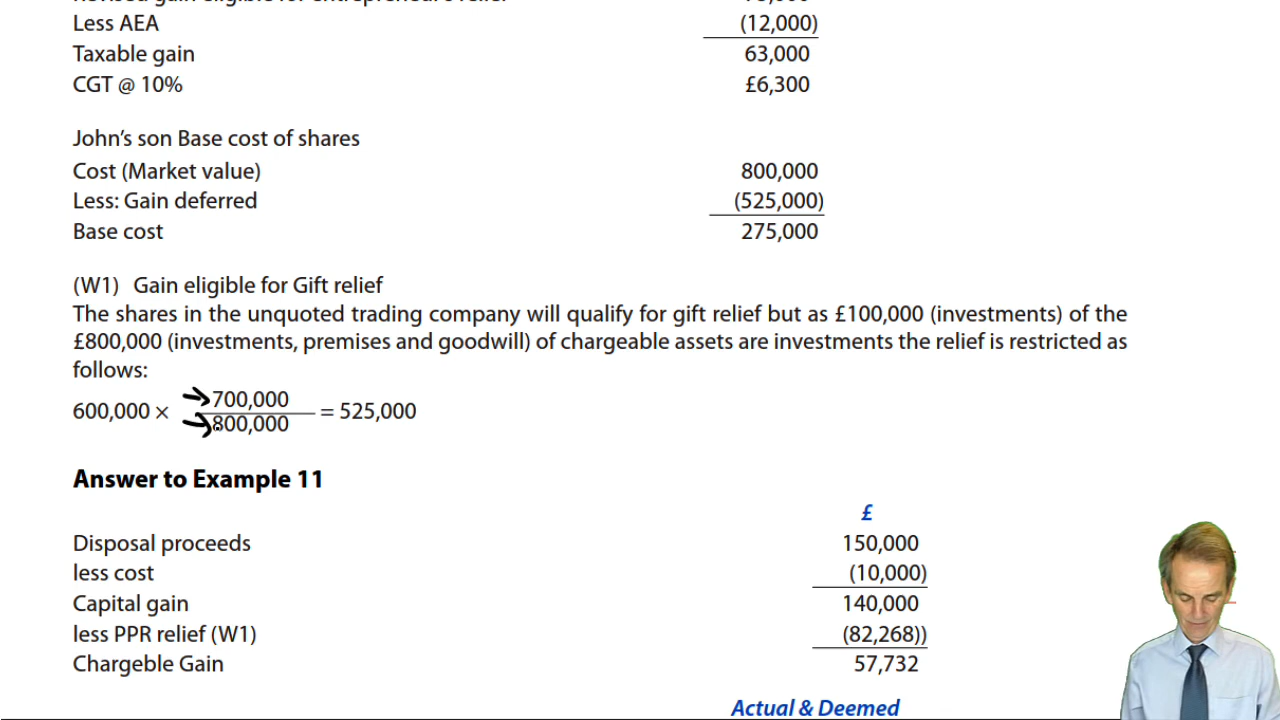 Less AEA (12,000)
Taxable gain 63,000
CGT @ 10% £6,300
John's son Base cost of shares
Cost (Market value) 800,000
Less: Gain deferred (525,000)
Base cost 275,000
(W1) Gain eligible for Gift relief
The shares in the unquoted trading company will qualify for gift relief but as £100,000 (investments) of the
£800,000 (investments, premises and goodwill) of chargeable assets are investments the relief is restricted as
follows:
700,000
600,000 × = 525,000
800,000
Answer to Example 11
£
Disposal proceeds 150,000
less cost (10,000)
Capital gain 140,000
less PPR relief (W1) (82,268))
Chargeble Gain 57,732
Actual & Deemed